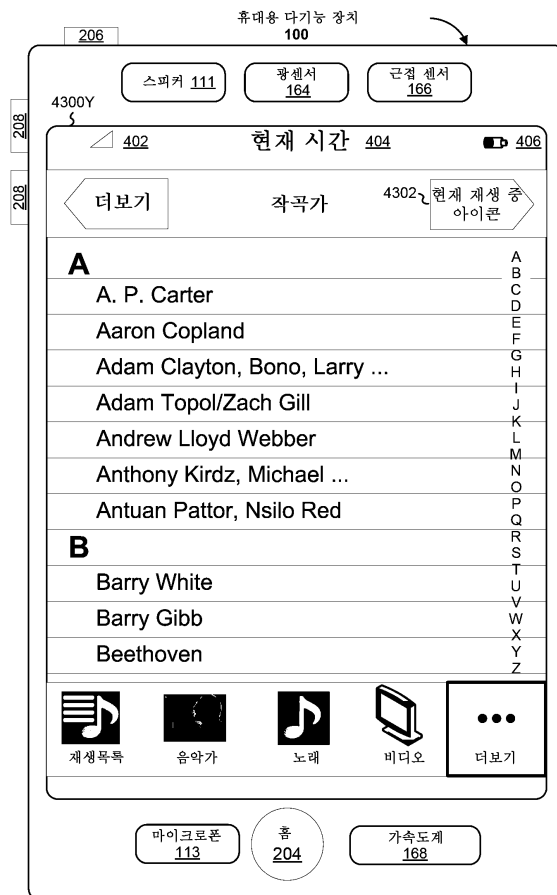 휴대용 다기능 장치
100
206
스피커 111
광센서
164
근접 센서
166
4300Y
208
208
402
현재 시간 404
406
더보기
작곡가
4302
현재 재생 중
아이콘
A
A. P. Carter
Aaron Copland
Adam Clayton, Bono, Larry ...
Adam Topol/Zach Gill
Andrew Lloyd Webber
Anthony Kirdz, Michael ...
Antuan Pattor, Nsilo Red
B
Barry White
Barry Gibb
Beethoven
A
B
C
D
E
F
G
H
I
J
K
L
M
N
O
P
Q
R
S
T
U
V
W
X
Y
Z
재생목록
음악가
노래
비디오
더보기
마이크로폰
113
홈
204
가속도계
168